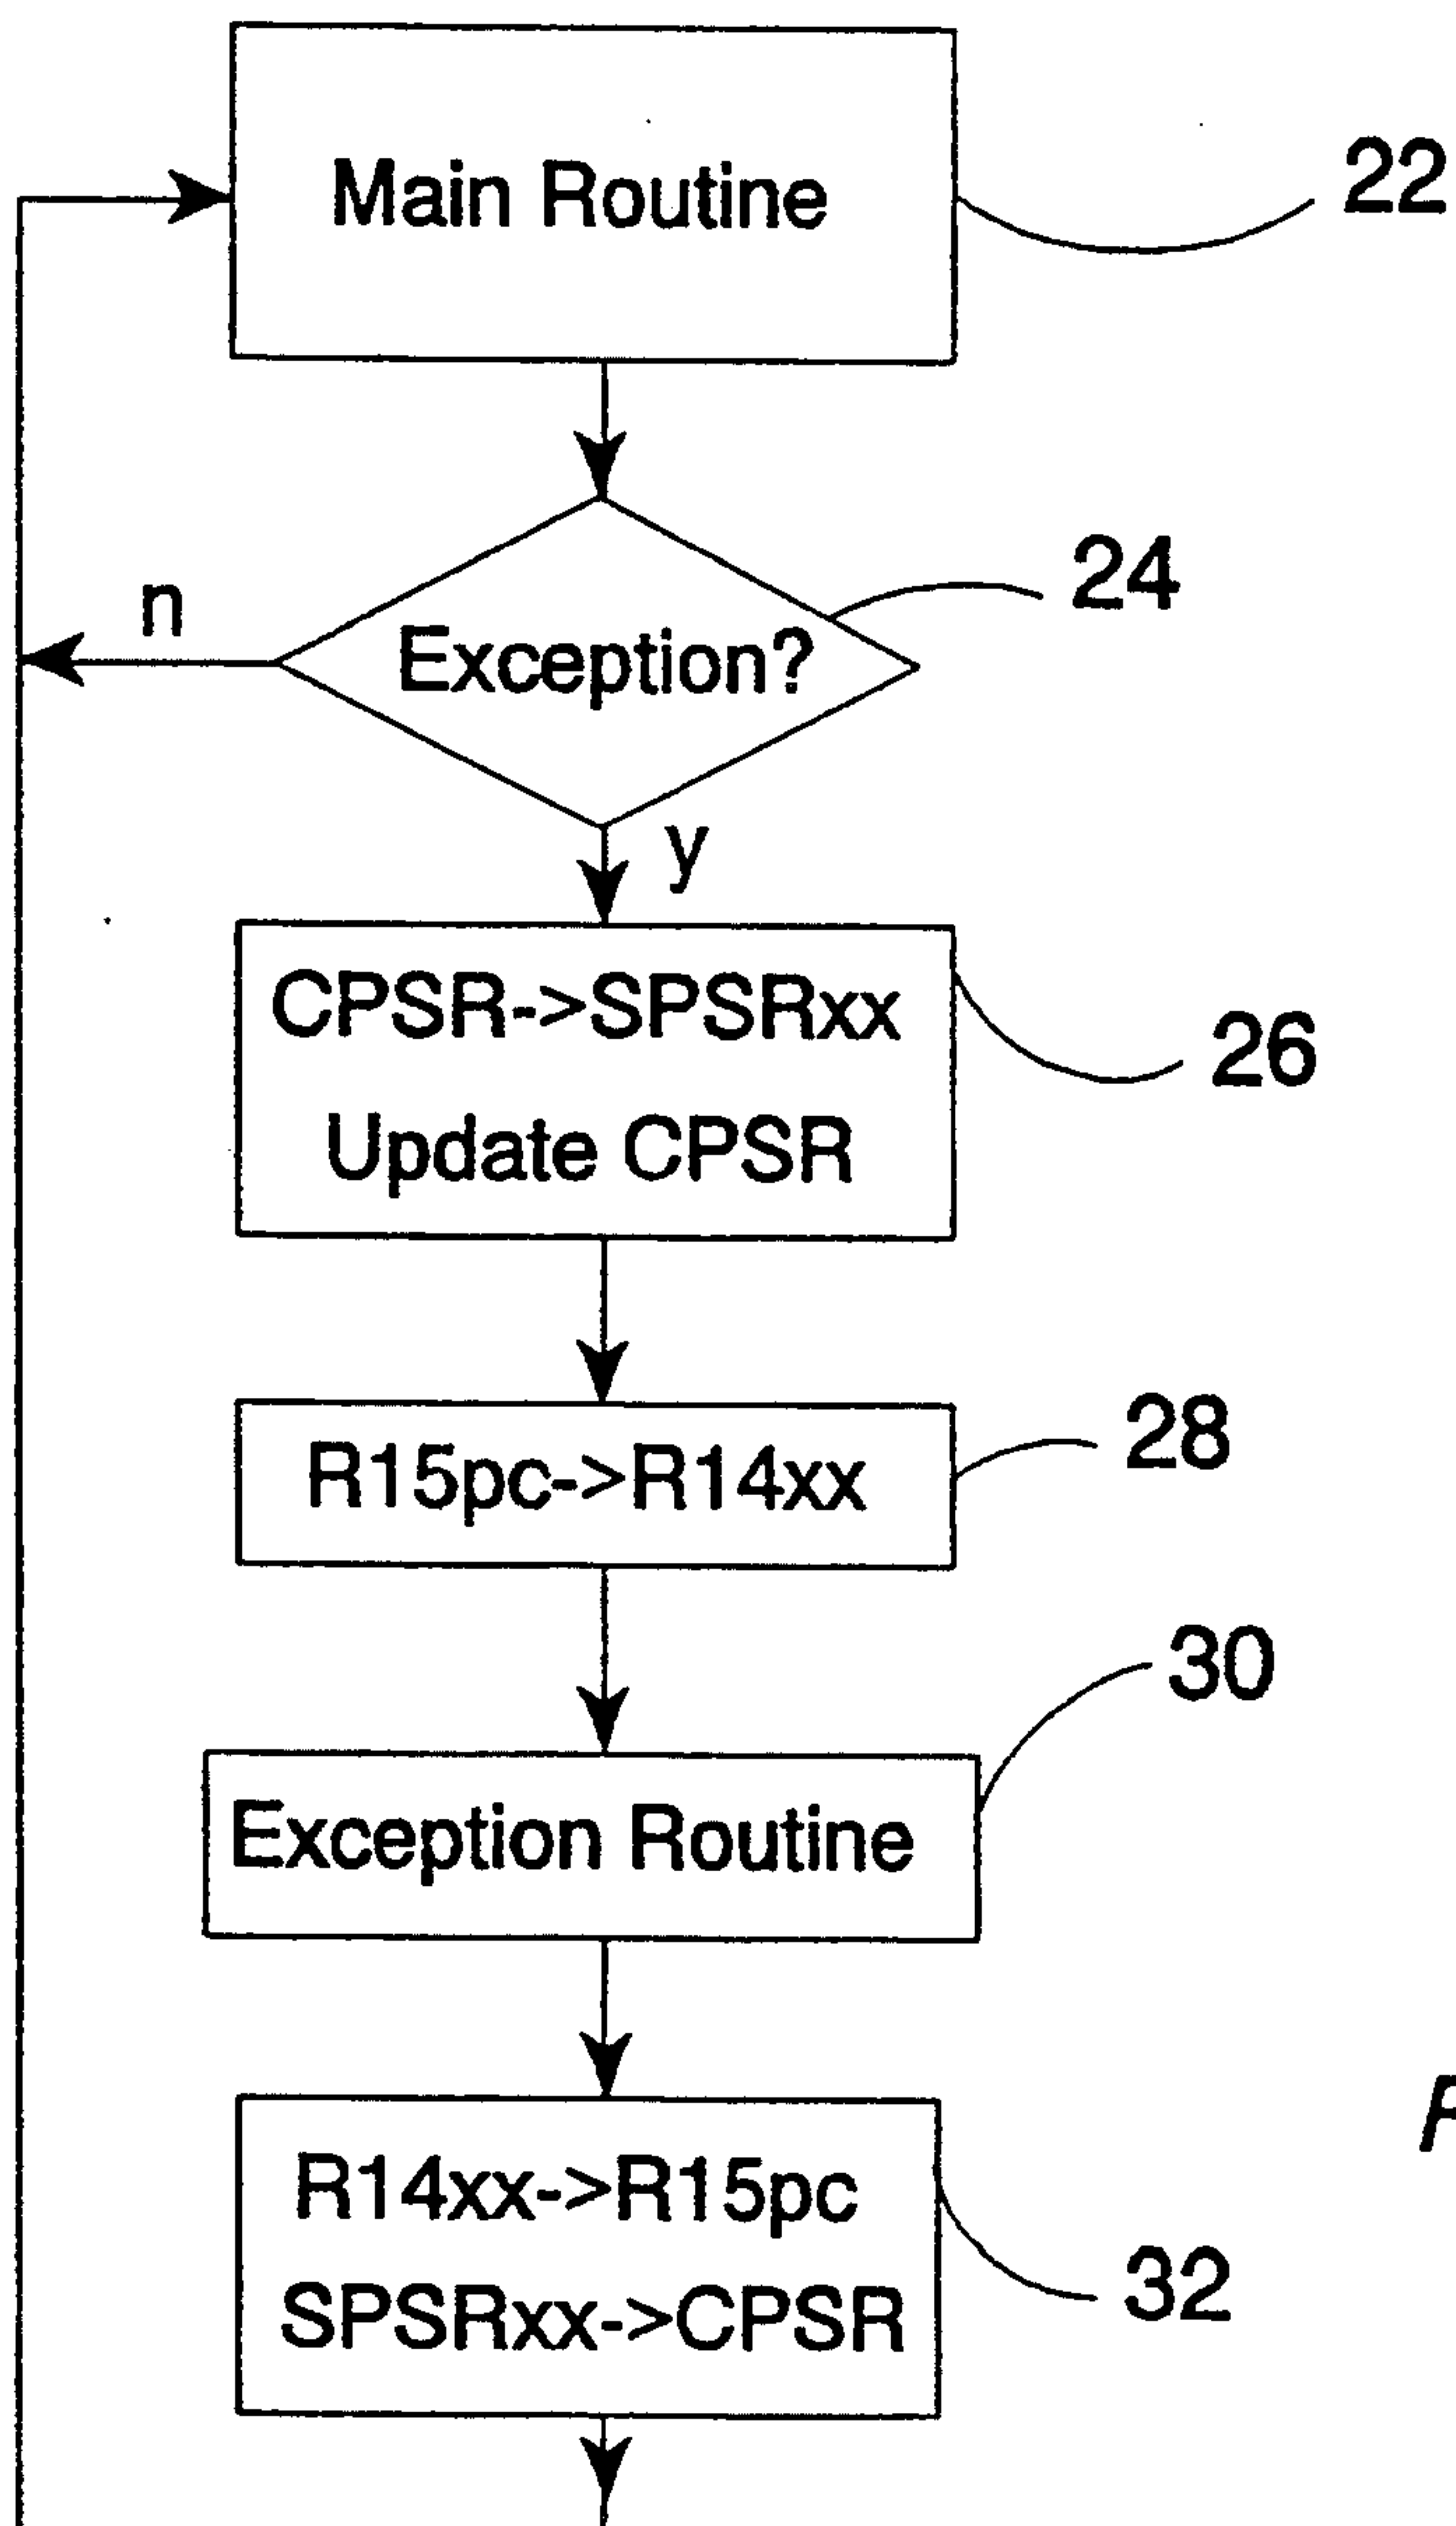 Main Routine
22
Exception?
24
n
y
CPSR->SPSRxx
Update CPSR
26
R15pc->R14xx
28
Exception Routine
30
R14xx->R15pc
SPSRxx->CPSR
32